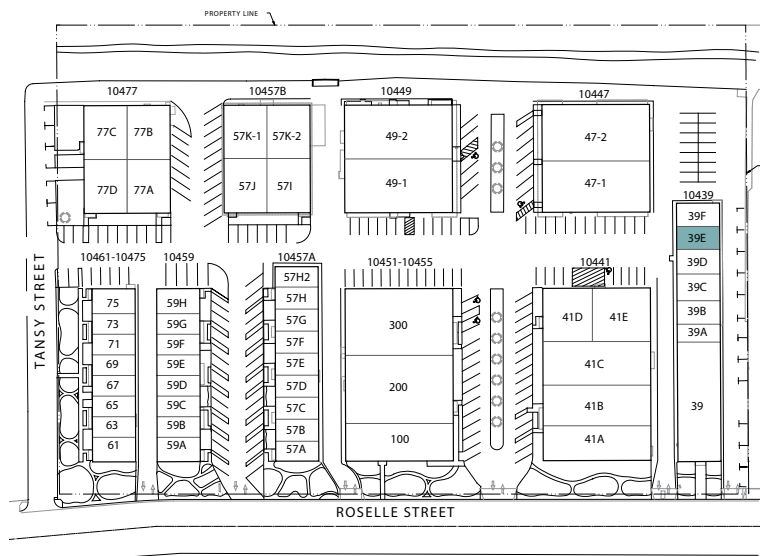 PROPERTY LINE
10477
10457B
10449
10447
77C
77B
77D
77A
57K-1
57K-2
57J
57I
49-2
49-1
47-2
47-1
10439
39F
39E
39D
39C
39B
39A
39
10461-10475
10459
10457A
10451-10455
10441
75
73
71
69
67
65
63
61
59H
59G
59F
59E
59D
59C
59B
59A
57H2
57H
57G
57F
57E
57D
57C
57B
57A
300
200
100
41D
41E
41C
41B
41A
TANSY STREET
ROSELLE STREET